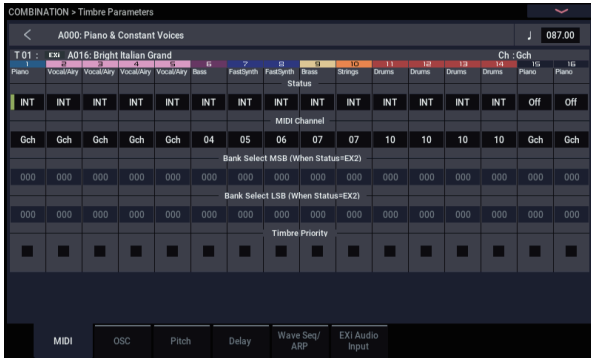 COMBINATION > Timbre Parameters
< A000: Piano & Constant Voices ♩ 087.00
T 01 : EXi A016: Bright Italian Grand Ch : Gch
1 2 3 4 5 6 7 8 9 10 11 12 13 14 15 16
Piano Vocal/Airy Vocal/Airy Vocal/Airy Vocal/Airy Bass FastSynth FastSynth Brass Strings Drums Drums Drums Drums Piano Piano
Status
INT INT INT INT INT INT INT INT INT INT INT INT INT INT Off Off
MIDI Channel
Gch Gch Gch Gch Gch 04 05 06 07 07 10 10 10 10 Gch Gch
Bank Select MSB (When Status=EX2)
000 000 000 000 000 000 000 000 000 000 000 000 000 000 000 000
Bank Select LSB (When Status=EX2)
000 000 000 000 000 000 000 000 000 000 000 000 000 000 000 000
Timbre Priority
MIDI OSC Pitch Delay Wave Seq/ EXi Audio
ARP Input